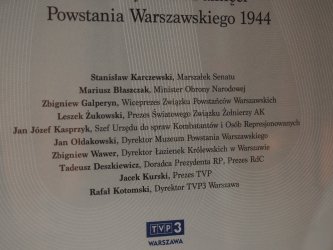 Powstania Warszawskiego 1944
Stanisław Karczewski, Marszałek Senatu
Mariusz Błaszczak, Minister Obrony Narodowej
Zbigniew Galperyn, Wiceprezes Związku Powstańców Warszawskich
Leszek Żukowski, Prezes Światowego Związku Żołnierzy AK
Jan Józef Kasprzyk, Szef Urzędu do spraw Kombatantów i Osób Represjonowanych
Jan Ołdakowski, Dyrektor Muzeum Powstania Warszawskiego
Zbigniew Wawer, Dyrektor Łazienek Królewskich w Warszawie
Tadeusz Deszkiewicz, Doradca Prezydenta RP, Prezes RdC
Jacek Kurski, Prezes TVP
Rafał Kotomski, Dyrektor TVP3 Warszawa
TVP3
WARSZAWA